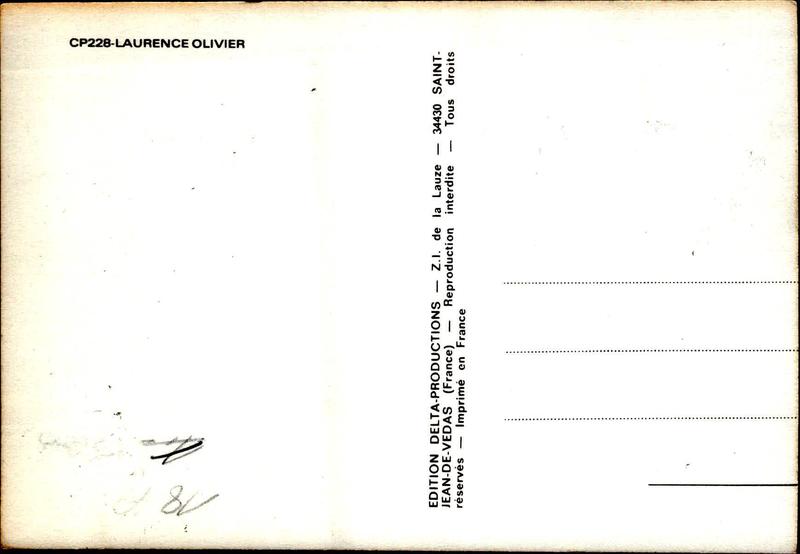 CP228-LAURENCE OLIVIER
EDITION DELTA-PRODUCTIONS — Z.I. de la Lauze — 34430 SAINT-
JEAN-DE-VEDAS (France) — Reproduction interdite — Tous droits
réservés — Imprimé en France